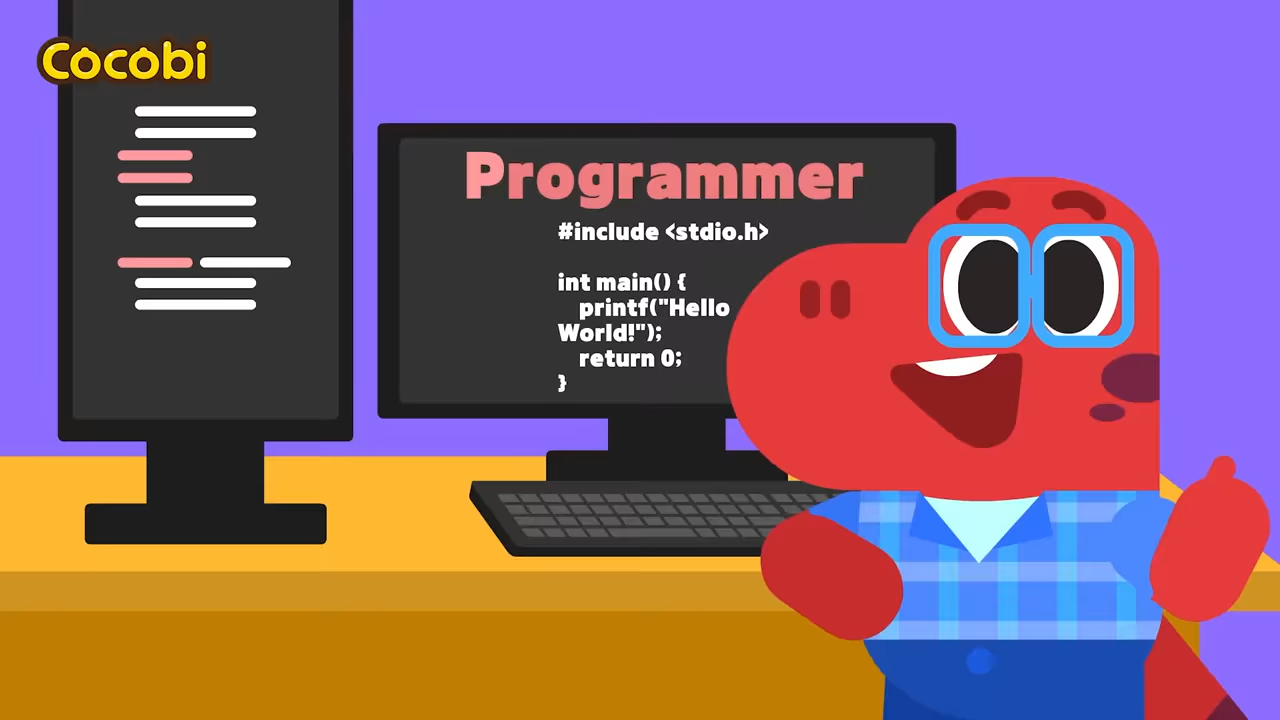 Cocobi
Programmer
#include <stdio.h>
int main() {
printf("Hello
World!");
return 0;
}